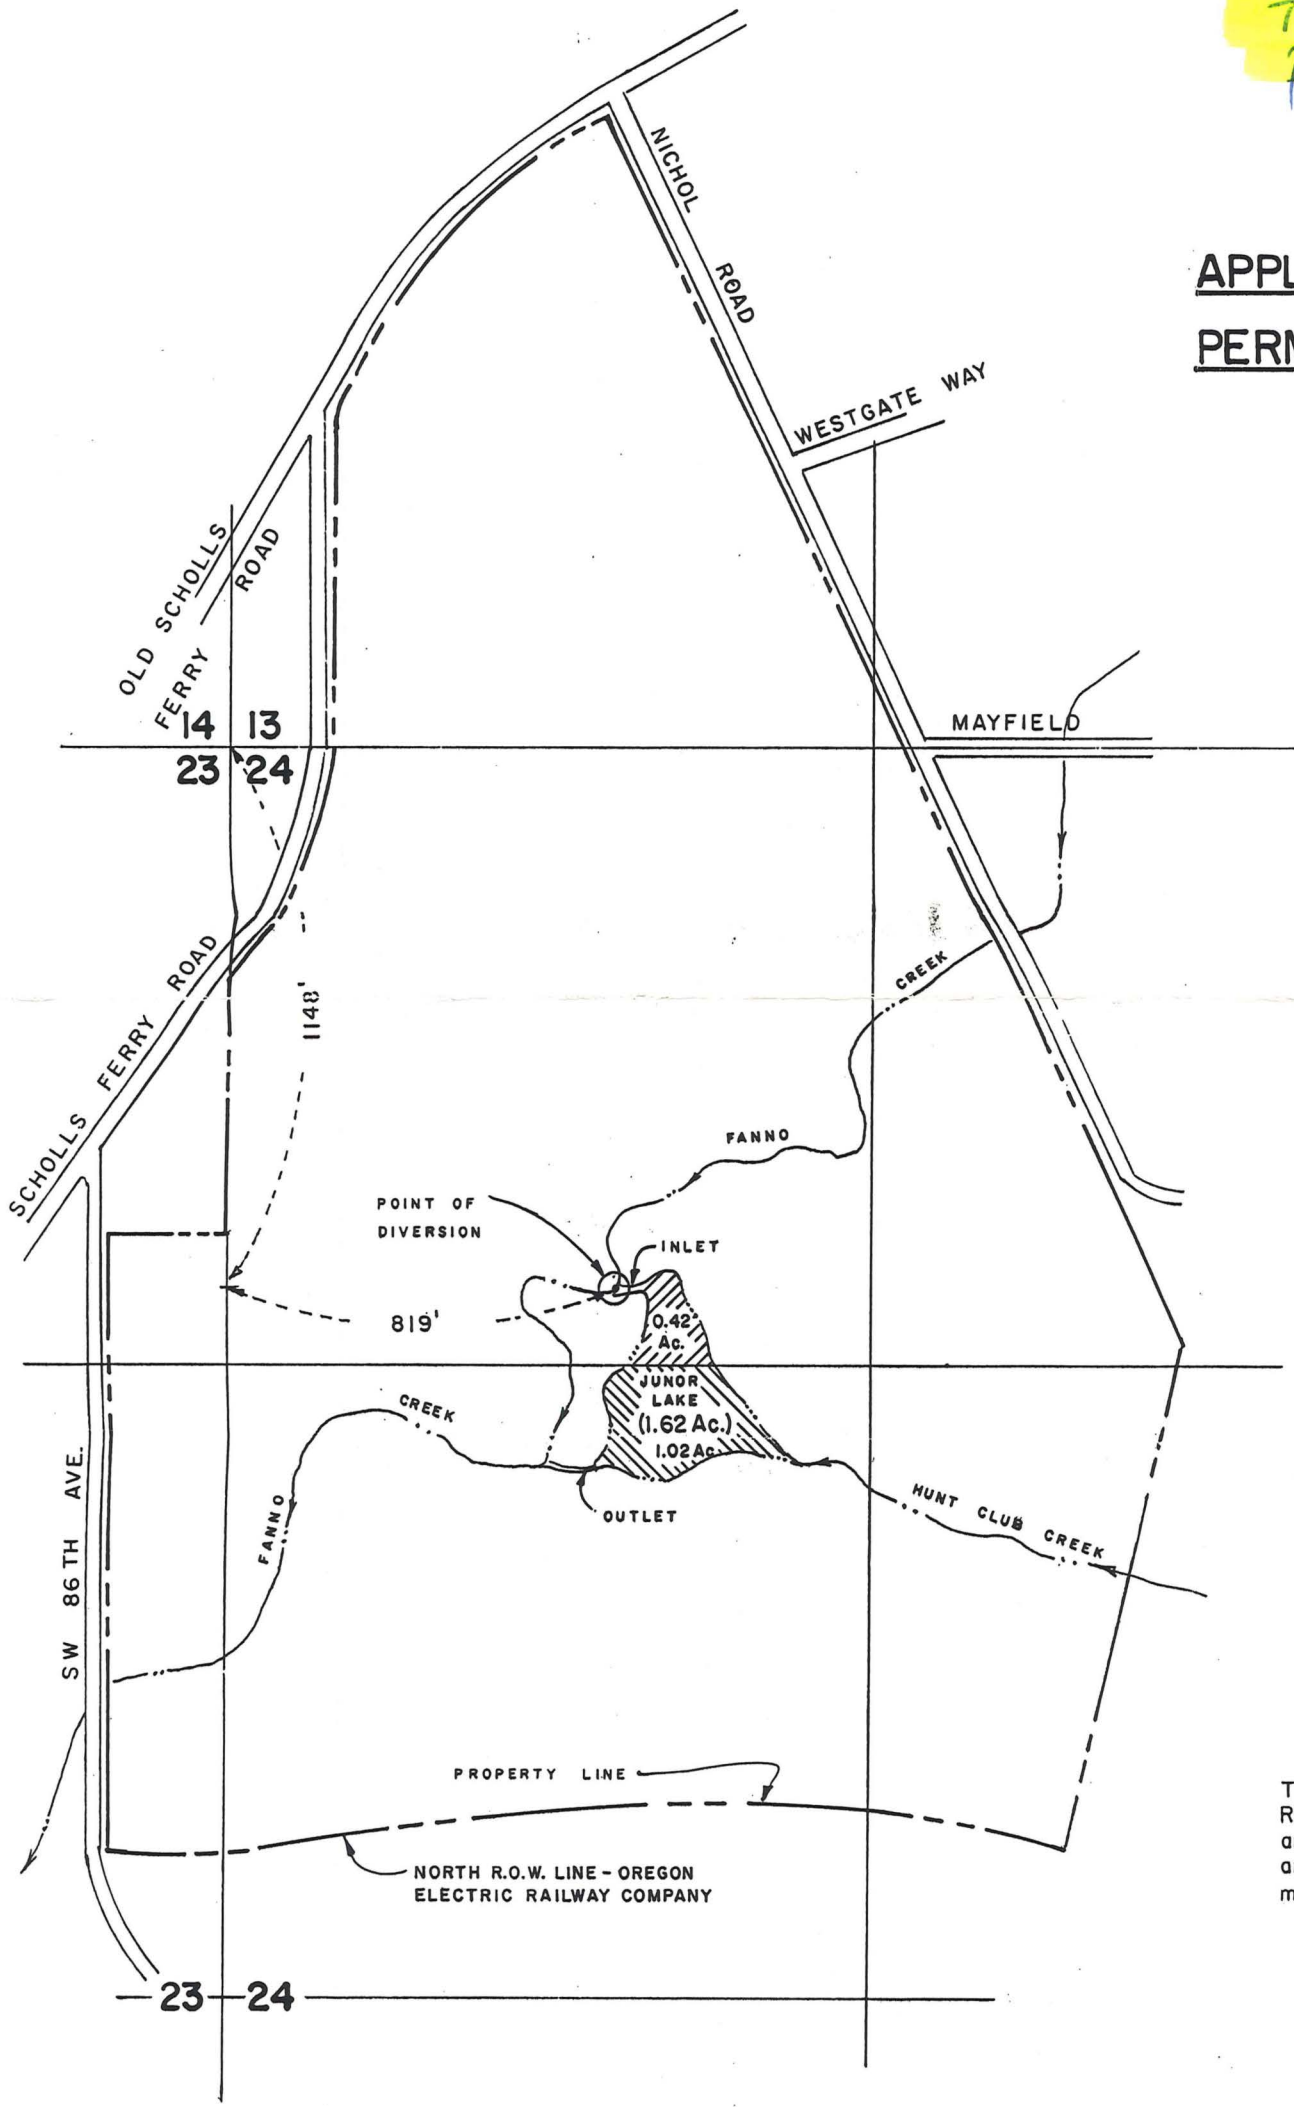 NICHOL
ROAD
WESTGATE WAY
OLD SCHOLLS
FERRY
ROAD
14 13
23 24
MAYFIELD
SCHOLLS FERRY ROAD
1148'
CREEK
FANNO
POINT OF
DIVERSION
INLET
819'
0.42
Ac.
JUNOR
LAKE
(1.62 Ac.)
1.02 Ac.
CREEK
FANNO
OUTLET
HUNT CLUB CREEK
SW 86TH AVE.
PROPERTY LINE
NORTH R.O.W. LINE - OREGON
ELECTRIC RAILWAY COMPANY
23 24